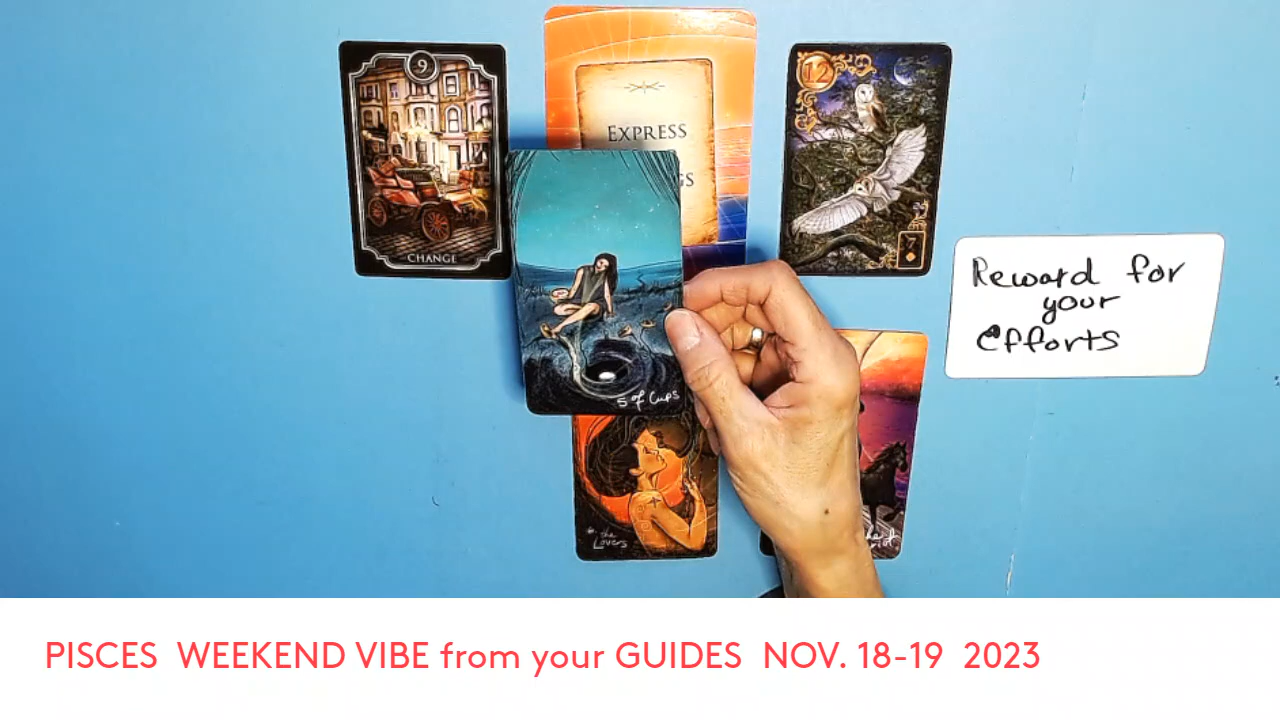 9
CHANGE
EXPRESS
GS
12
7
5 of Cups
Reward for
your
Efforts
the
Lovers
PISCES WEEKEND VIBE from your GUIDES NOV. 18-19 2023